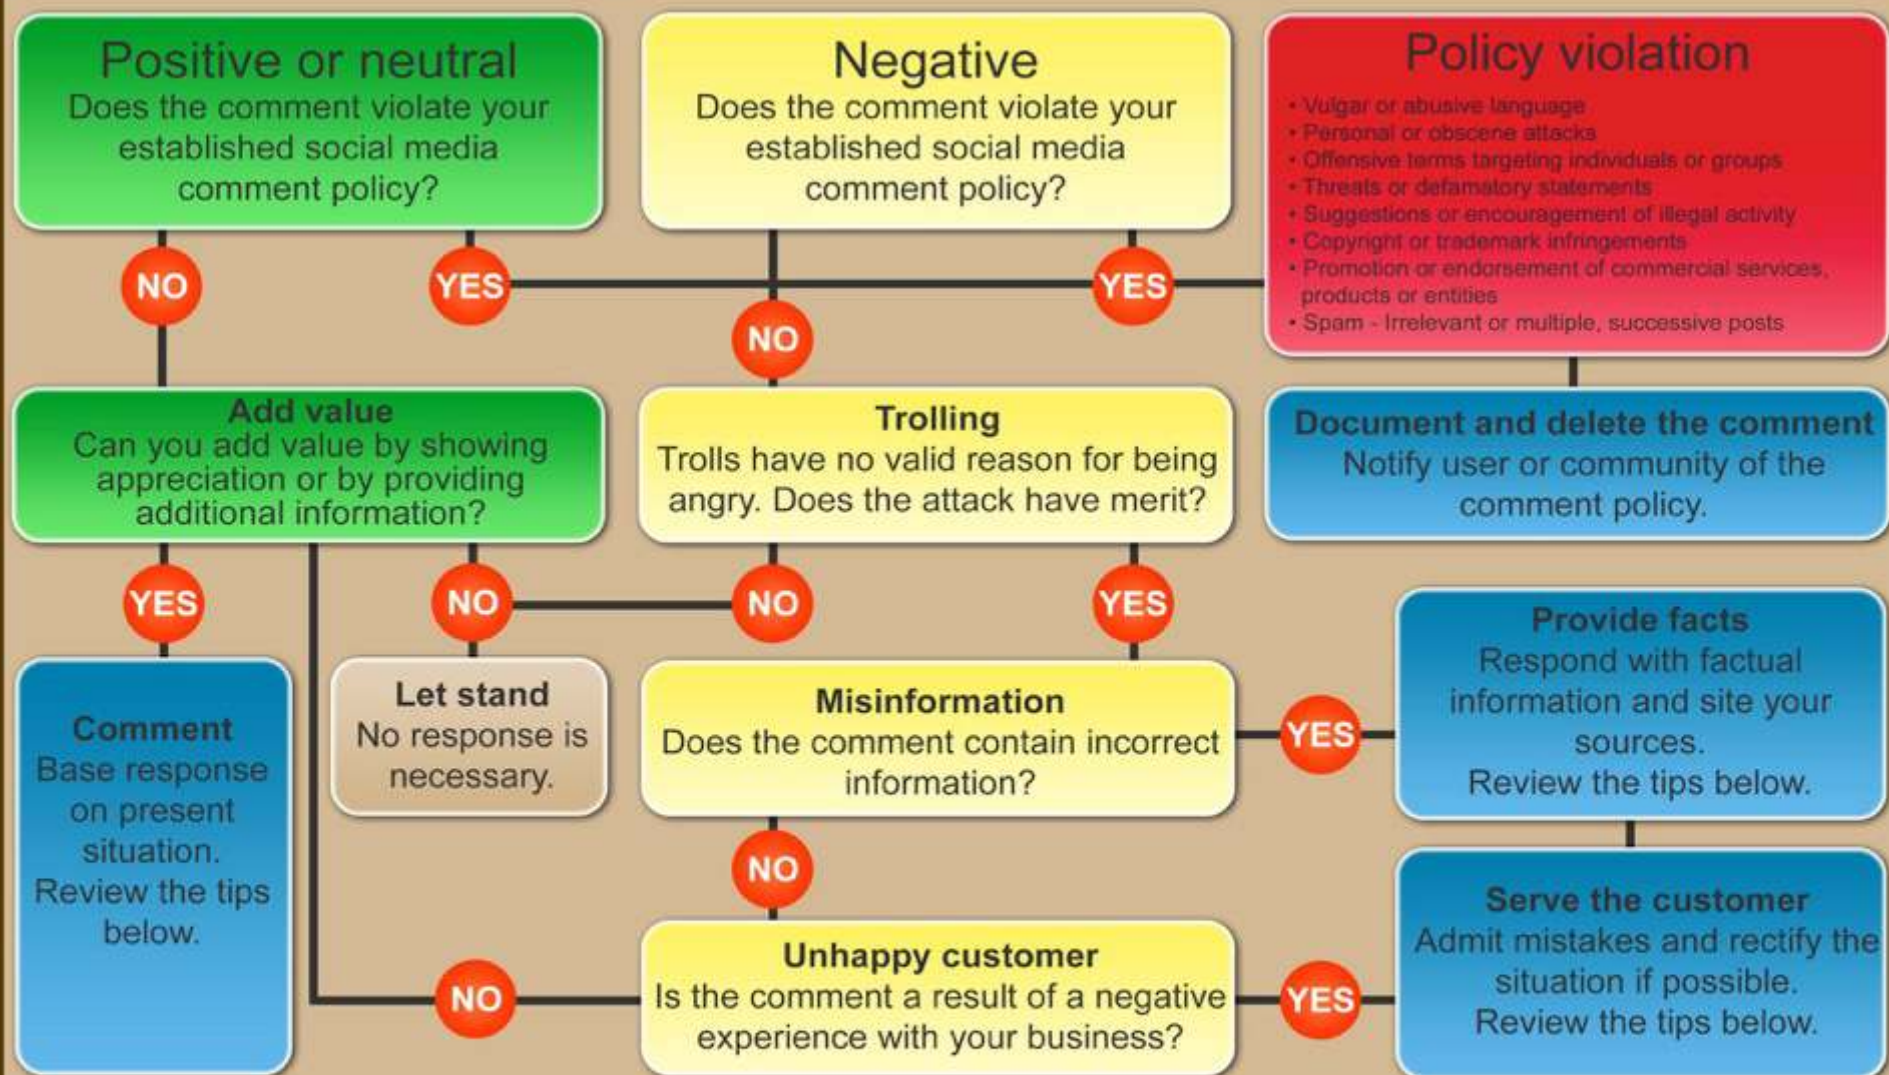 Positive or neutral
Does the comment violate your
established social media
comment policy?
Negative
Does the comment violate your
established social media
comment policy?
Policy violation
• Vulgar or abusive language
• Personal or obscene attacks
• Offensive terms targeting individuals or groups
• Threats or defamatory statements
• Suggestions or encouragement of illegal activity
• Copyright or trademark infringements
• Promotion or endorsement of commercial services,
products or entities
• Spam - Irrelevant or multiple, successive posts
NO
YES
NO
YES
Add value
Can you add value by showing
appreciation or by providing
additional information?
Trolling
Trolls have no valid reason for being
angry. Does the attack have merit?
Document and delete the comment
Notify user or community of the
comment policy.
YES
NO
NO
YES
Comment
Base response
on present
situation.
Review the tips
below.
Let stand
No response is
necessary.
Misinformation
Does the comment contain incorrect
information?
YES
Provide facts
Respond with factual
information and site your
sources.
Review the tips below.
NO
NO
Unhappy customer
Is the comment a result of a negative
experience with your business?
YES
Serve the customer
Admit mistakes and rectify the
situation if possible.
Review the tips below.